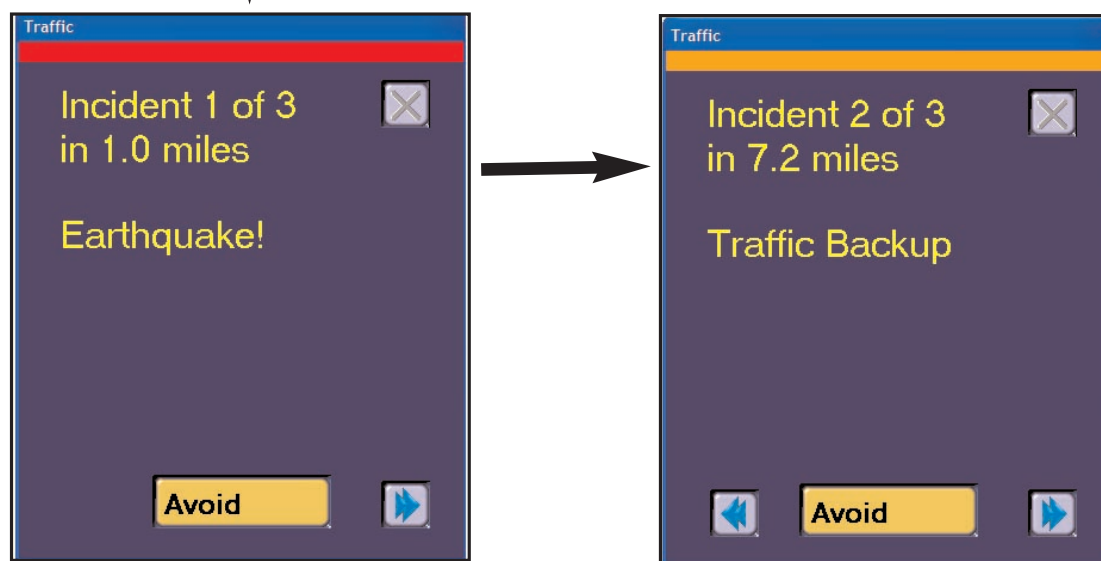 Traffic
Incident 1 of 3
in 1.0 miles
Earthquake!
Avoid
Traffic
Incident 2 of 3
in 7.2 miles
Traffic Backup
Avoid